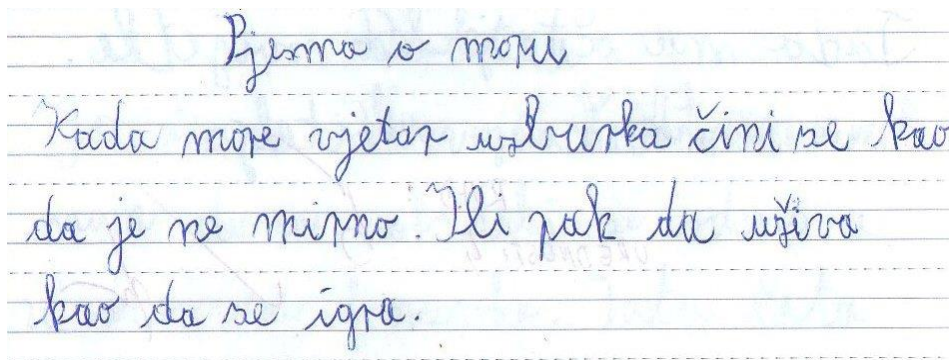 Pjesma o moru
Kada more vjetar uzburka čini se kao
da je ne mirno. Ili pak da uživa
kao da se igra.